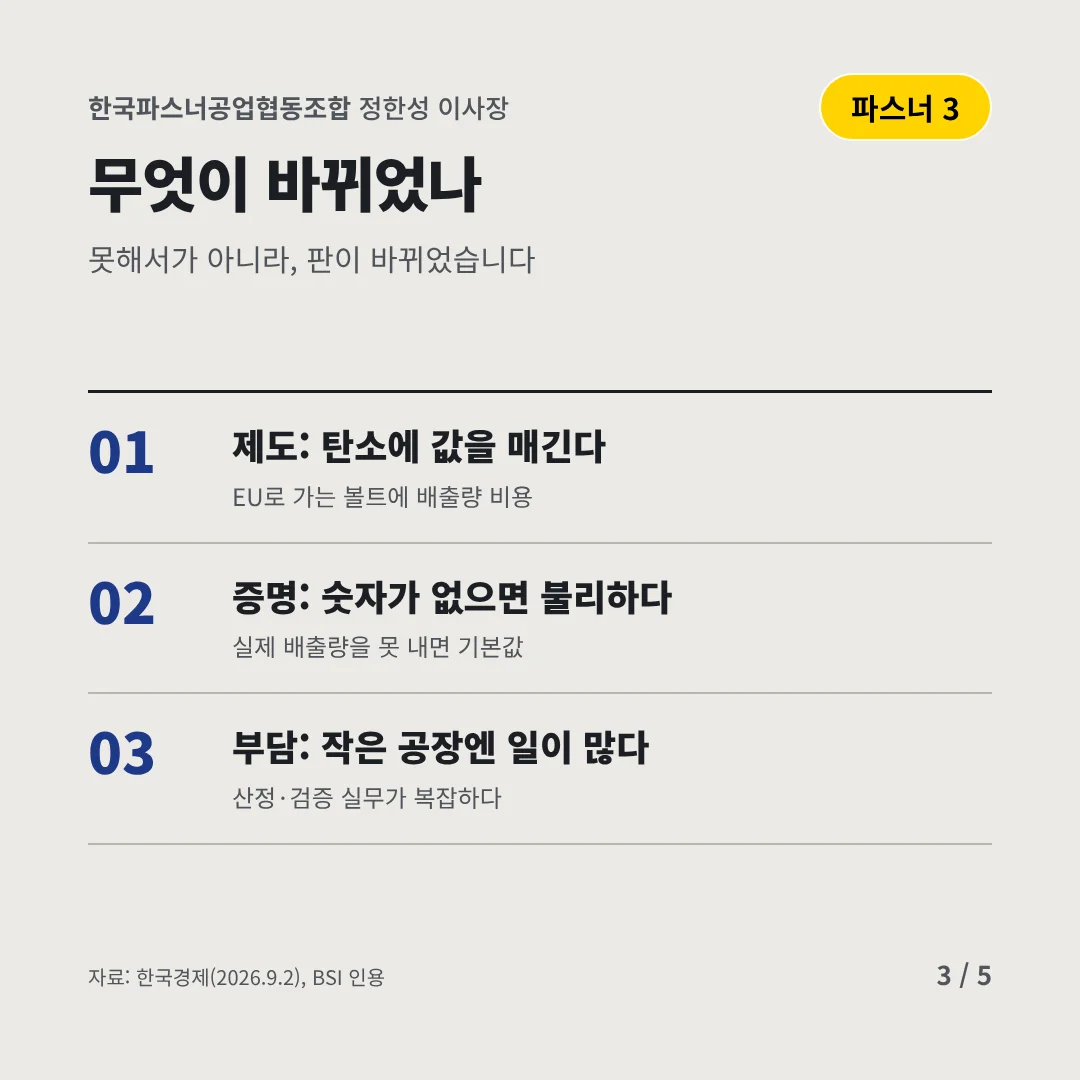 한국파스너공업협동조합 정한성 이사장
파스너 3
무엇이 바뀌었나
못해서가 아니라, 판이 바뀌었습니다
01
제도: 탄소에 값을 매긴다
EU로 가는 볼트에 배출량 비용
02
증명: 숫자가 없으면 불리하다
실제 배출량을 못 내면 기본값
03
부담: 작은 공장엔 일이 많다
산정·검증 실무가 복잡하다
자료: 한국경제(2026.9.2), BSI 인용
3 / 5